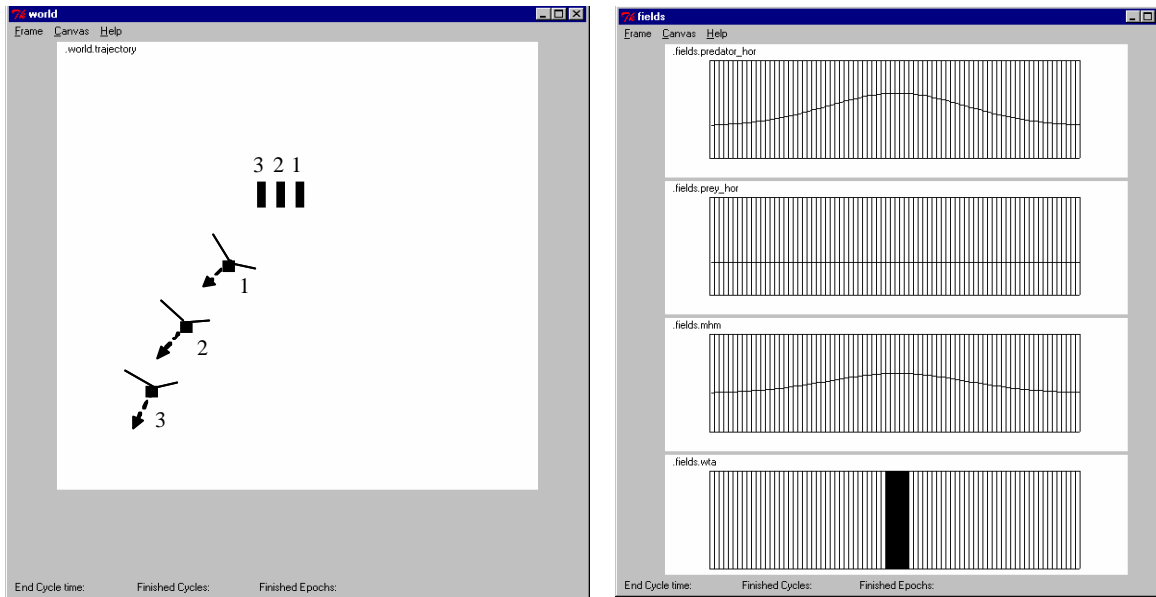 world
Frame Canvas Help
.world.trajectory
3 2 1
1
2
3
End Cycle time: Finished Cycles: Finished Epochs:
fields
Frame Canvas Help
.fields.predator_hor
.fields.prey_hor
.fields.mhm
.fields.wta
End Cycle time: Finished Cycles: Finished Epochs: